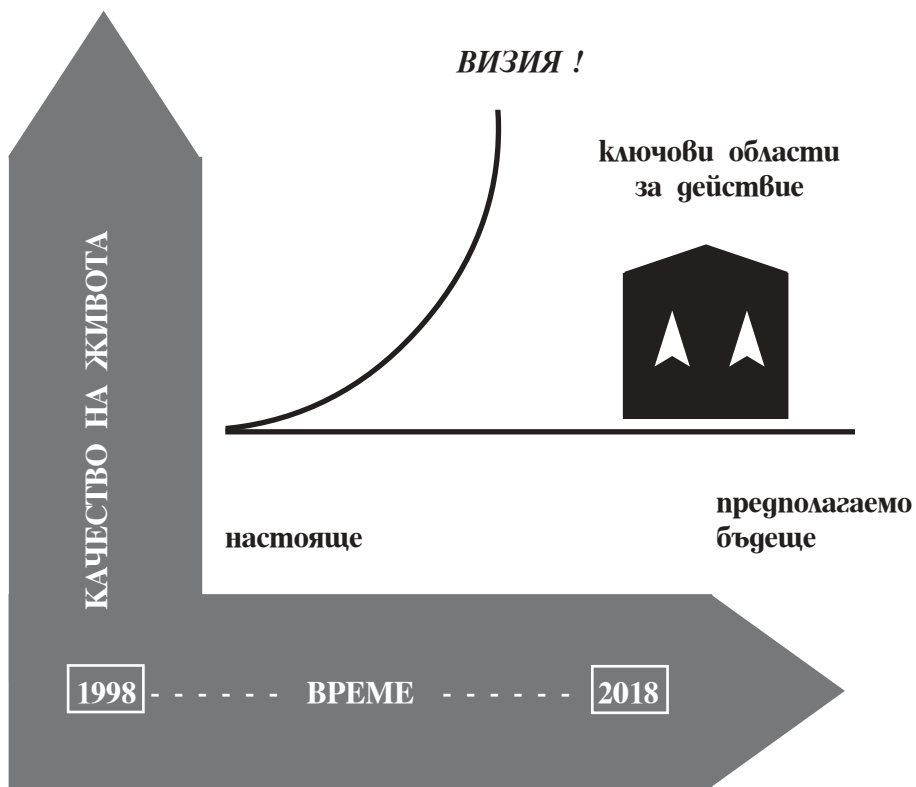 ВИЗИЯ !
ключови области
за действие
КАЧЕСТВО НА ЖИВОТА
настояще
предполагаемо
бъдеще
1998 - - - - - - ВРЕМЕ - - - - - - 2018